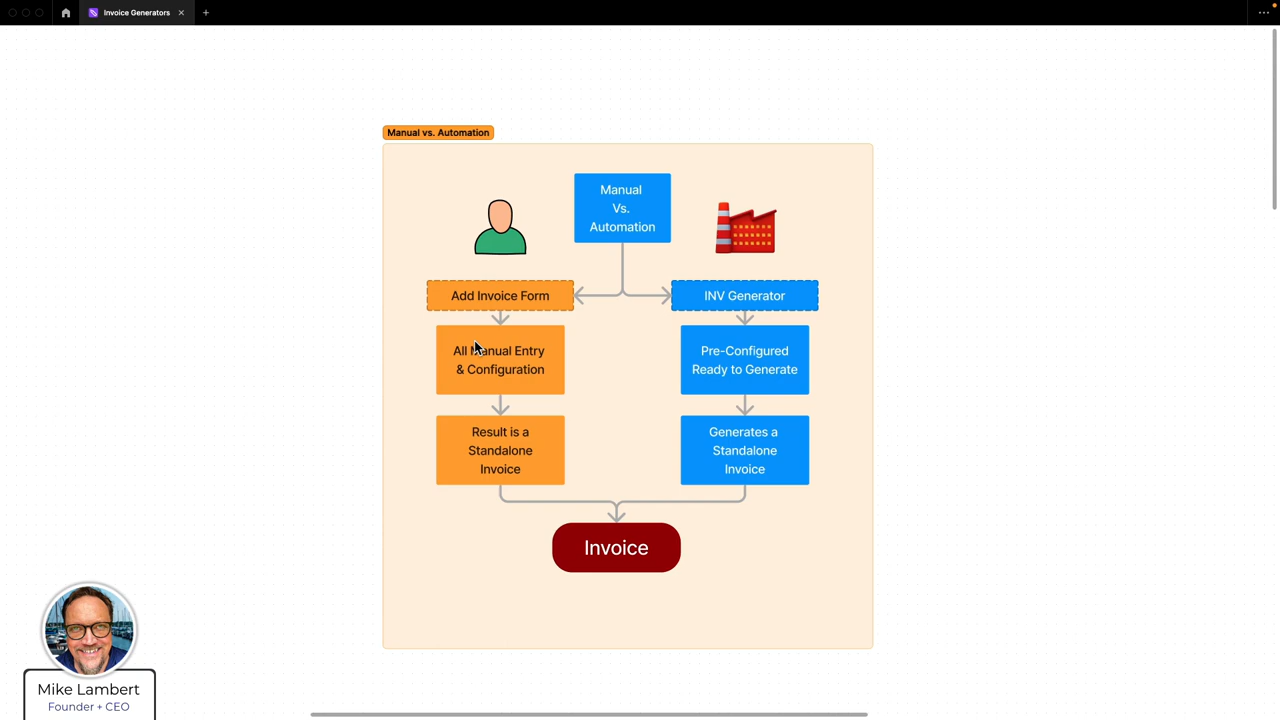 Invoice Generators
Manual vs. Automation
Manual
Vs.
Automation
Add Invoice Form
INV Generator
All Manual Entry
& Configuration
Pre-Configured
Ready to Generate
Result is a
Standalone
Invoice
Generates a
Standalone
Invoice
Invoice
Mike Lambert
Founder + CEO